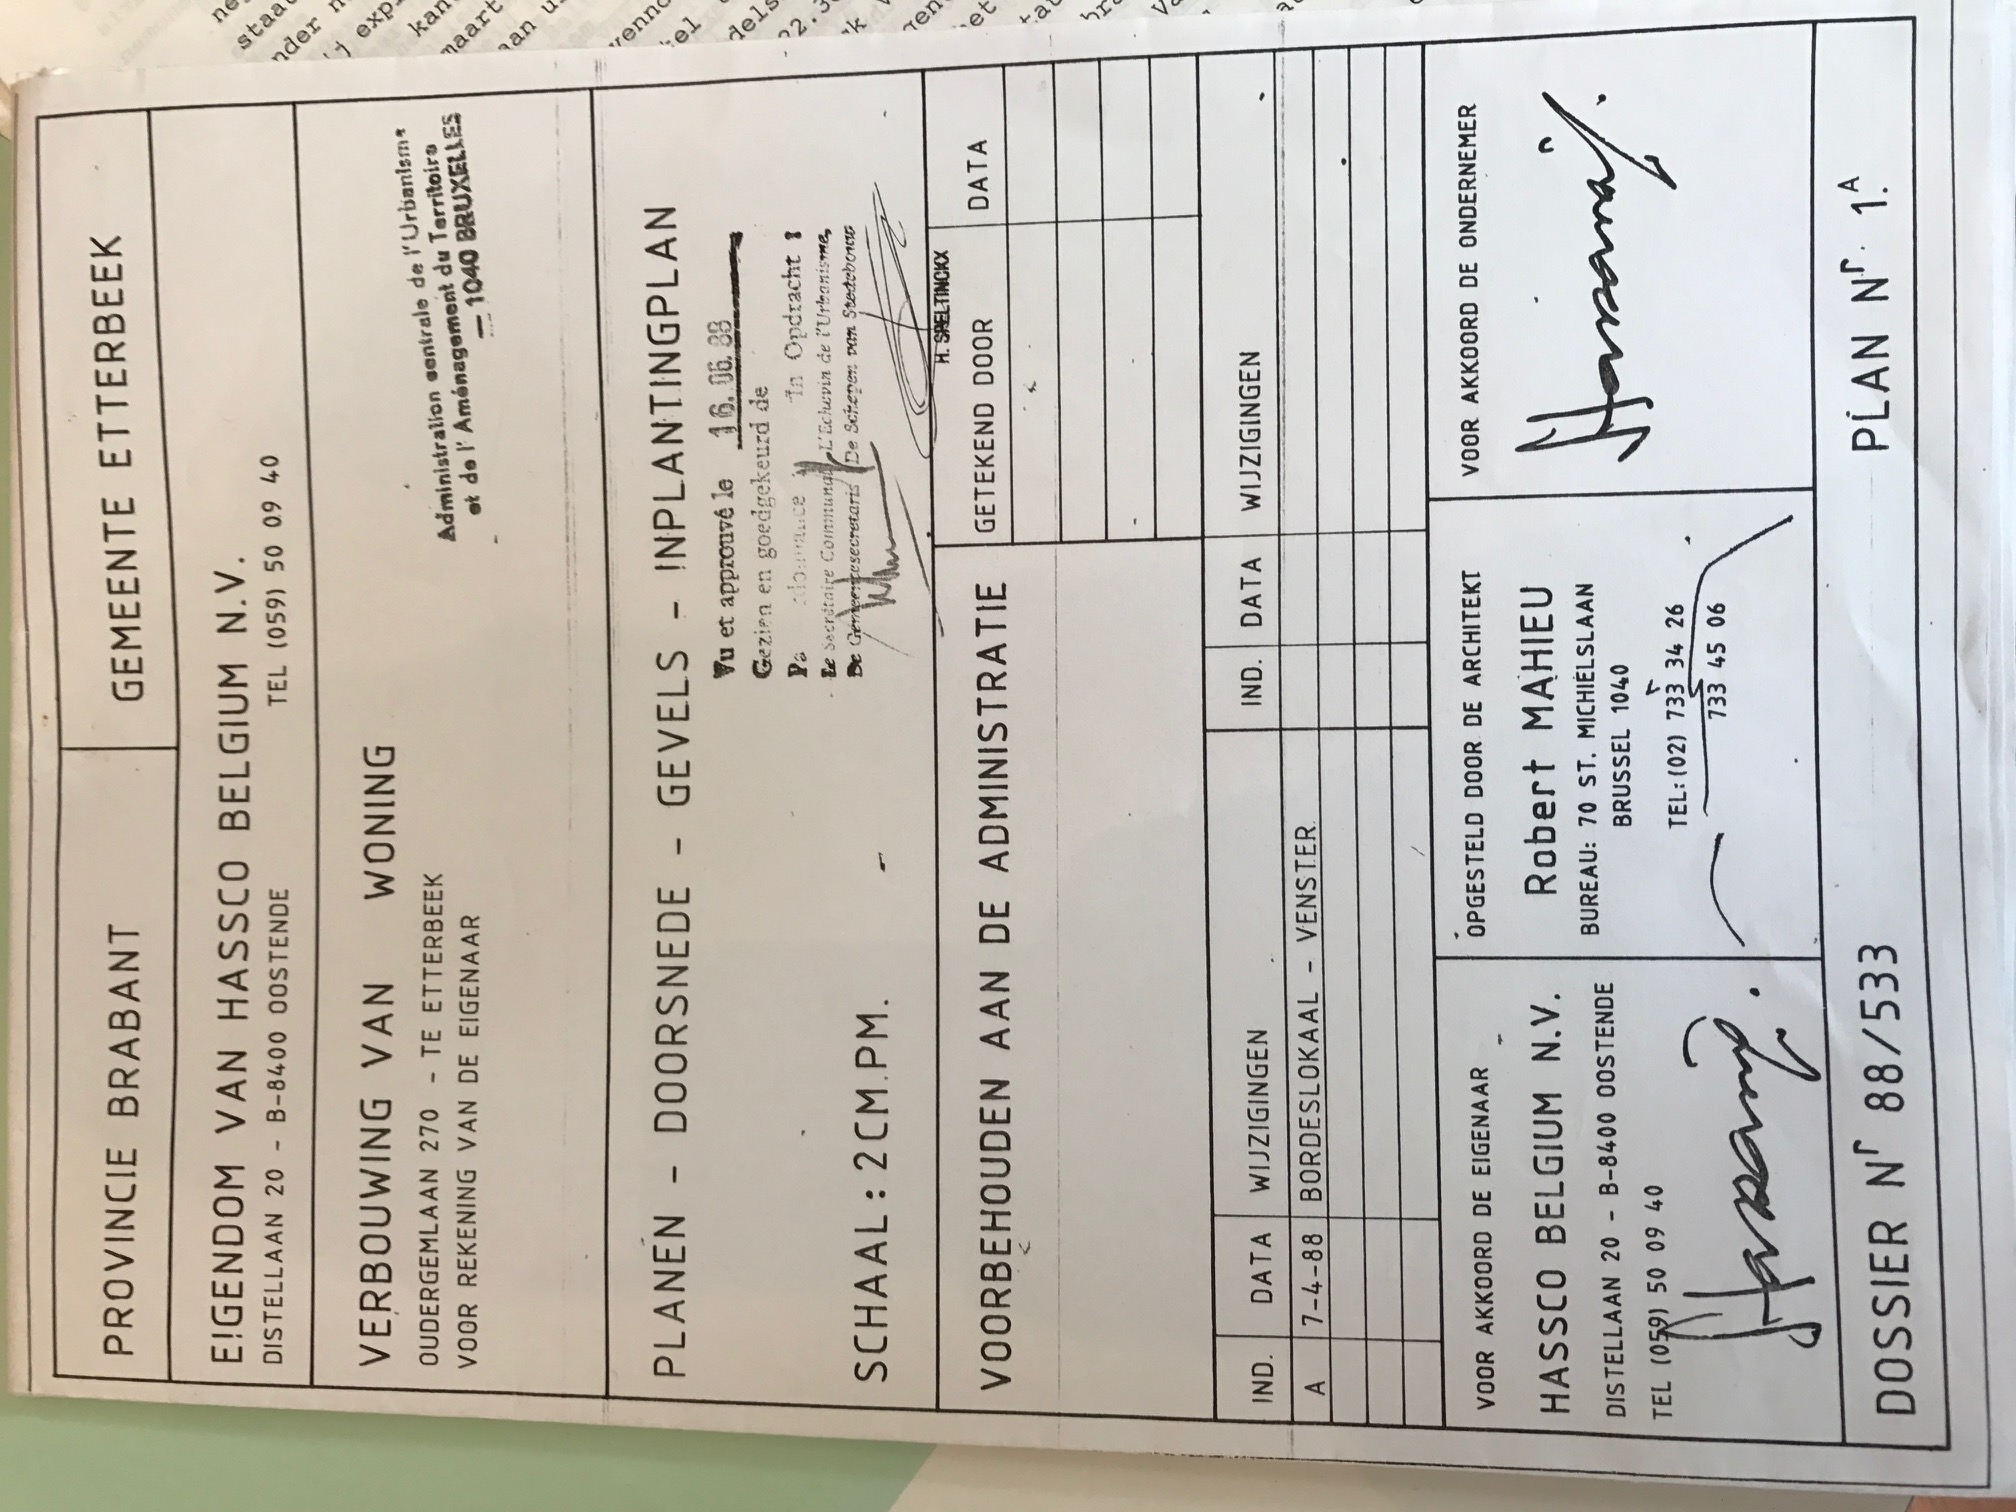 PROVINCIE BRABANT
GEMEENTE ETTERBEEK
EIGENDOM VAN HASSCO BELGIUM N.V.
DISTELLAAN 20 - B-8400 OOSTENDE TEL (059) 50 09 40
VERBOUWING VAN WONING
OUDERGEMLAAN 270 - TE ETTERBEEK
VOOR REKENING VAN DE EIGENAAR
Administration centrale de l'Urbanisme
et de l'Aménagement du Territoire
— 1040 BRUXELLES
PLANEN - DOORSNEDE - GEVELS - INPLANTINGPLAN
Vu et approuvé le 16.06.88
Gezien en goedgekeurd de
In Opdracht :
Le secrétaire Communal L'Echevin de l'Urbanisme,
De Gemeentesecretaris De Schepen van Stedebouw
H. SPELTINCKX
SCHAAL : 2CM.PM.
VOORBEHOUDEN AAN DE ADMINISTRATIE
GETEKEND DOOR DATA
IND. DATA WIJZIGINGEN IND. DATA WIJZIGINGEN
A 7-4-88 BORDESLOKAAL - VENSTER
VOOR AKKOORD DE EIGENAAR
HASSCO BELGIUM N.V.
DISTELLAAN 20 - B-8400 OOSTENDE
TEL (059) 50 09 40
OPGESTELD DOOR DE ARCHITEKT
Robert MAHIEU
BUREAU: 70 ST. MICHIELSLAAN
BRUSSEL 1040
TEL:(02) 733 34 26
733 45 06
VOOR AKKOORD DE ONDERNEMER
DOSSIER Nr 88/533
PLAN Nr. 1A.